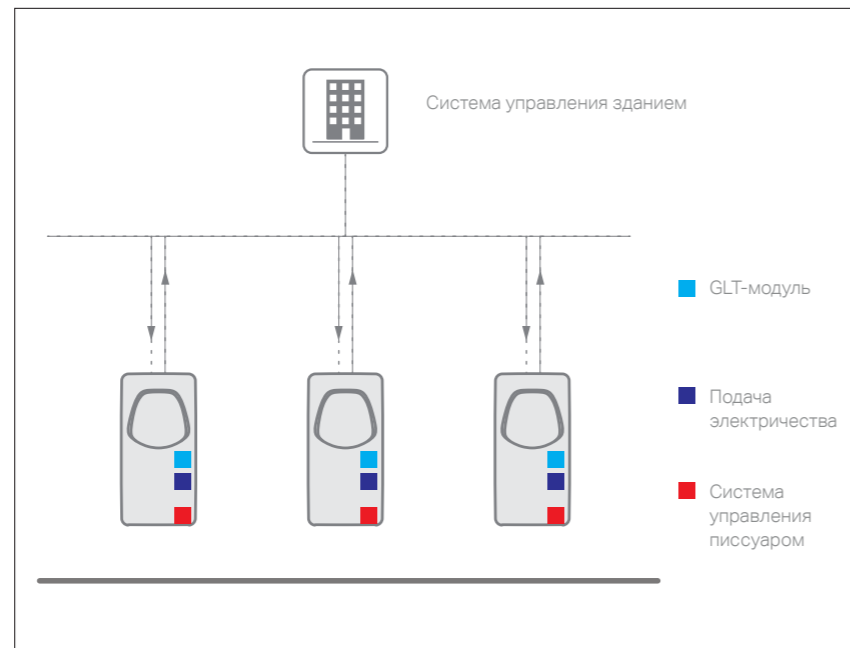 Система управления зданием
GLT-модуль
Подача
электричества
Система
управления
писсуаром